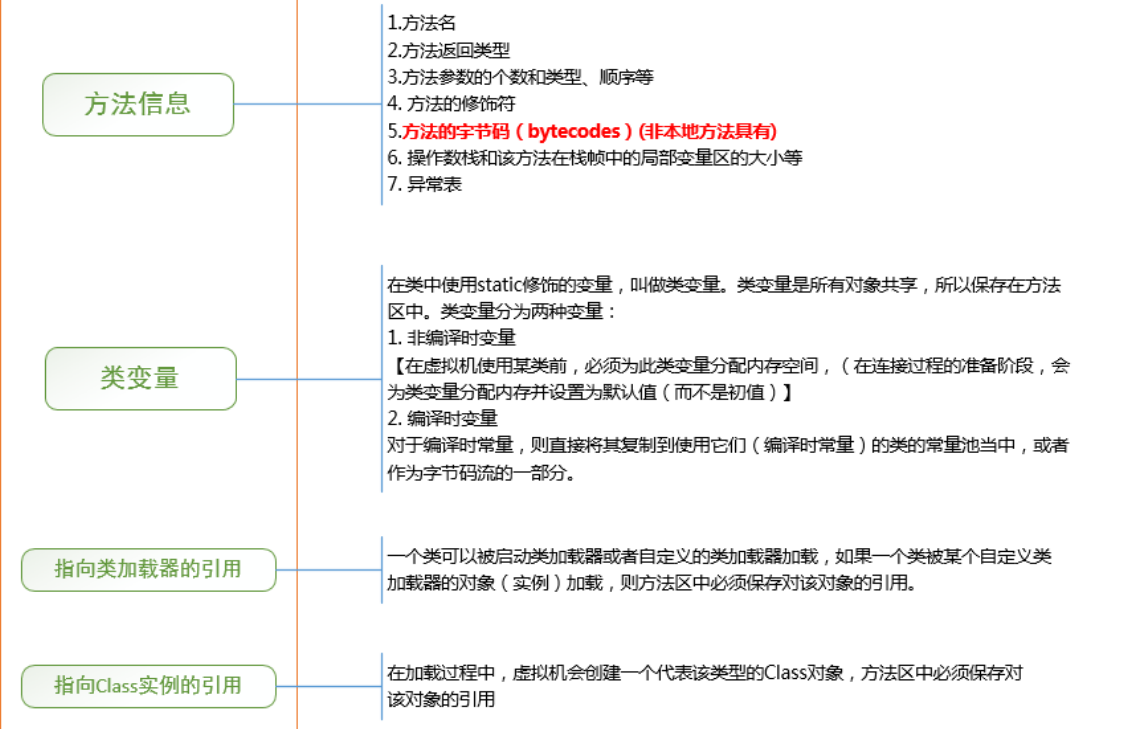 方法信息
1.方法名
2.方法返回类型
3.方法参数的个数和类型、顺序等
4. 方法的修饰符
5.方法的字节码（bytecodes）(非本地方法具有)
6. 操作数栈和该方法在栈帧中的局部变量区的大小等
7. 异常表
类变量
在类中使用static修饰的变量，叫做类变量。类变量是所有对象共享，所以保存在方法
区中。类变量分为两种变量：
1. 非编译时变量
【在虚拟机使用某类前，必须为此类变量分配内存空间，（在连接过程的准备阶段，会
为类变量分配内存并设置为默认值（而不是初值）】
2. 编译时变量
对于编译时常量，则直接将其复制到使用它们（编译时常量）的类的常量池当中，或者
作为字节码流的一部分。
指向类加载器的引用
一个类可以被启动类加载器或者自定义的类加载器加载，如果一个类被某个自定义类
加载器的对象（实例）加载，则方法区中必须保存对该对象的引用。
指向Class实例的引用
在加载过程中，虚拟机会创建一个代表该类型的Class对象，方法区中必须保存对
该对象的引用